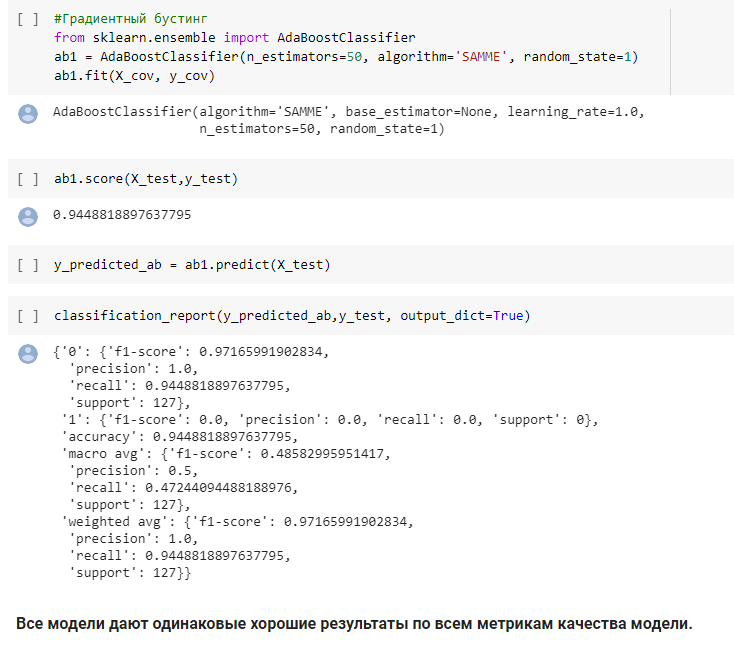 [ ] #Градиентный бустинг
from sklearn.ensemble import AdaBoostClassifier
ab1 = AdaBoostClassifier(n_estimators=50, algorithm='SAMME', random_state=1)
ab1.fit(X_cov, y_cov)
AdaBoostClassifier(algorithm='SAMME', base_estimator=None, learning_rate=1.0,
n_estimators=50, random_state=1)
[ ] ab1.score(X_test,y_test)
0.9448818897637795
[ ] y_predicted_ab = ab1.predict(X_test)
[ ] classification_report(y_predicted_ab,y_test, output_dict=True)
{'0': {'f1-score': 0.97165991902834,
'precision': 1.0,
'recall': 0.9448818897637795,
'support': 127},
'1': {'f1-score': 0.0, 'precision': 0.0, 'recall': 0.0, 'support': 0},
'accuracy': 0.9448818897637795,
'macro avg': {'f1-score': 0.48582995951417,
'precision': 0.5,
'recall': 0.47244094488188976,
'support': 127},
'weighted avg': {'f1-score': 0.97165991902834,
'precision': 1.0,
'recall': 0.9448818897637795,
'support': 127}}
Все модели дают одинаковые хорошие результаты по всем метрикам качества модели.